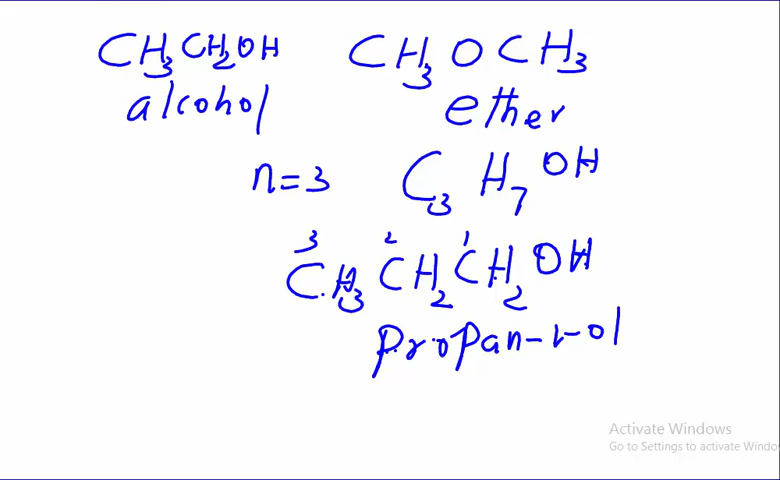 CH3CH2OH CH3OCH3
alcohol ether
n=3 C3H7OH
3 2 1
CH3CH2CH2OH
Propan-1-ol
Activate Windows
Go to Settings to activate Windo